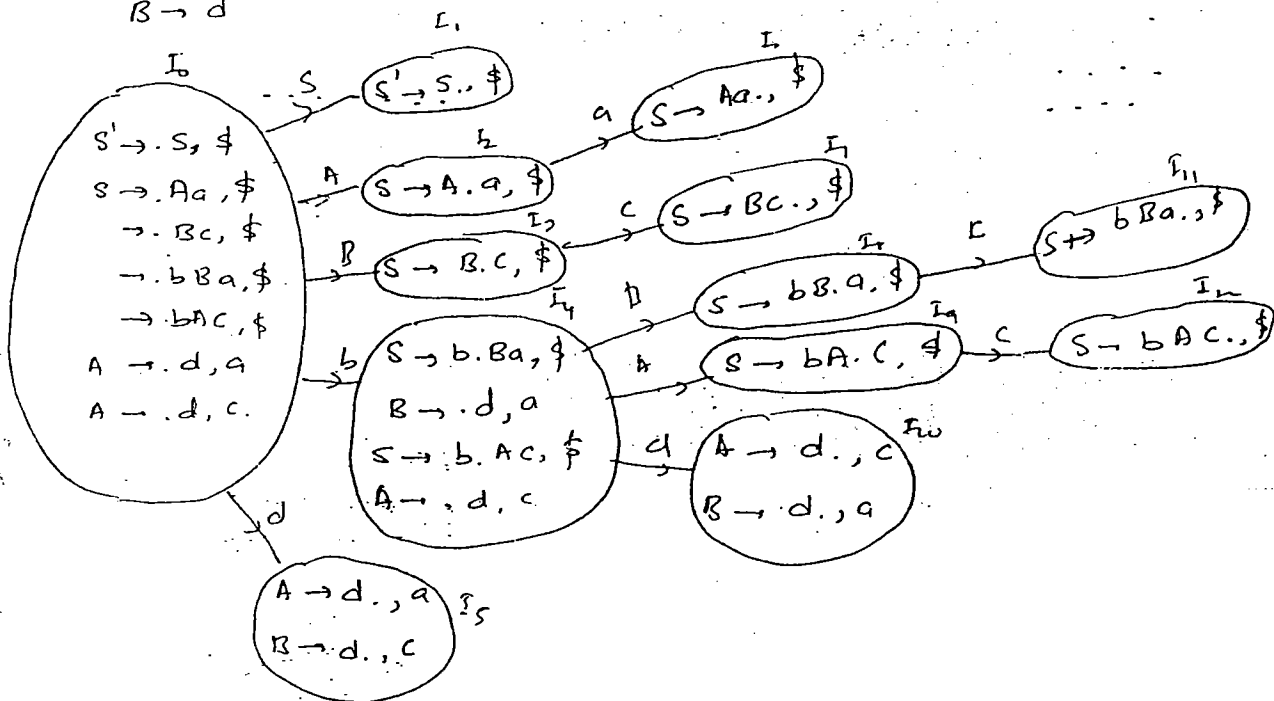 B → d
I₀
S' → . S, $
S → . Aa, $
→ . Bc, $
→ . bBa, $
→ . bAC, $
A → . d, a
A → . d, c.
S
I₁
S' → S., $
A
I₂
S → A . a, $
a
S → Aa., $
B
I₃
S → B . C, $
c
S → Bc., $
b
I₄
S → b . Ba, $
B → . d, a
S → b . AC, $
A → . d, c
S → bB . a, $
I₁₁
S → bBa., $
A
I₉
S → bA . C, $
C
S → bAC., $
d
A → d . , c
B → d . , a
d
I₅
A → d . , a
B → d . , C